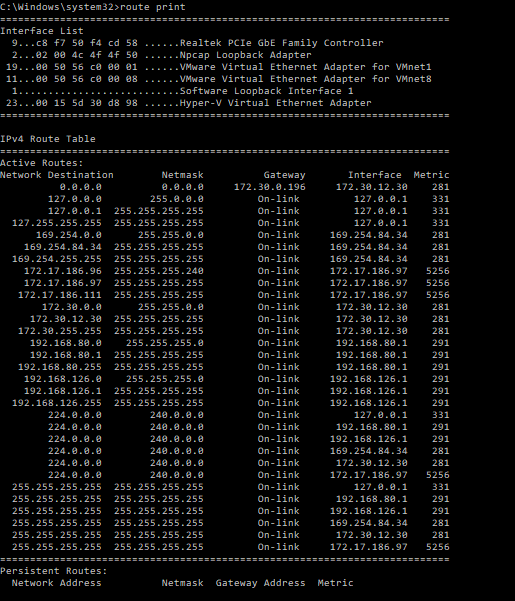 C:\Windows\system32>route print
===========================================================================
Interface List
  9...c8 f7 50 f4 cd 58 ......Realtek PCIe GbE Family Controller
  2...02 00 4c 4f 4f 50 ......Npcap Loopback Adapter
 19...00 50 56 c0 00 01 ......VMware Virtual Ethernet Adapter for VMnet1
 11...00 50 56 c0 00 08 ......VMware Virtual Ethernet Adapter for VMnet8
  1...........................Software Loopback Interface 1
 23...00 15 5d 30 d8 98 ......Hyper-V Virtual Ethernet Adapter
===========================================================================
IPv4 Route Table
===========================================================================
Active Routes:
Network Destination        Netmask          Gateway       Interface  Metric
          0.0.0.0          0.0.0.0     172.30.0.196     172.30.12.30    281
        127.0.0.0        255.0.0.0         On-link         127.0.0.1    331
        127.0.0.1  255.255.255.255         On-link         127.0.0.1    331
  127.255.255.255  255.255.255.255         On-link         127.0.0.1    331
      169.254.0.0      255.255.0.0         On-link     169.254.84.34    281
    169.254.84.34  255.255.255.255         On-link     169.254.84.34    281
  169.254.255.255  255.255.255.255         On-link     169.254.84.34    281
    172.17.186.96  255.255.255.240         On-link     172.17.186.97   5256
    172.17.186.97  255.255.255.255         On-link     172.17.186.97   5256
   172.17.186.111  255.255.255.255         On-link     172.17.186.97   5256
       172.30.0.0      255.255.0.0         On-link      172.30.12.30    281
     172.30.12.30  255.255.255.255         On-link      172.30.12.30    281
   172.30.255.255  255.255.255.255         On-link      172.30.12.30    281
     192.168.80.0    255.255.255.0         On-link      192.168.80.1    291
     192.168.80.1  255.255.255.255         On-link      192.168.80.1    291
   192.168.80.255  255.255.255.255         On-link      192.168.80.1    291
    192.168.126.0    255.255.255.0         On-link     192.168.126.1    291
    192.168.126.1  255.255.255.255         On-link     192.168.126.1    291
  192.168.126.255  255.255.255.255         On-link     192.168.126.1    291
        224.0.0.0        240.0.0.0         On-link         127.0.0.1    331
        224.0.0.0        240.0.0.0         On-link      192.168.80.1    291
        224.0.0.0        240.0.0.0         On-link     192.168.126.1    291
        224.0.0.0        240.0.0.0         On-link     169.254.84.34    281
        224.0.0.0        240.0.0.0         On-link      172.30.12.30    281
        224.0.0.0        240.0.0.0         On-link     172.17.186.97   5256
  255.255.255.255  255.255.255.255         On-link         127.0.0.1    331
  255.255.255.255  255.255.255.255         On-link      192.168.80.1    291
  255.255.255.255  255.255.255.255         On-link     192.168.126.1    291
  255.255.255.255  255.255.255.255         On-link     169.254.84.34    281
  255.255.255.255  255.255.255.255         On-link      172.30.12.30    281
  255.255.255.255  255.255.255.255         On-link     172.17.186.97   5256
===========================================================================
Persistent Routes:
  Network Address          Netmask  Gateway Address  Metric